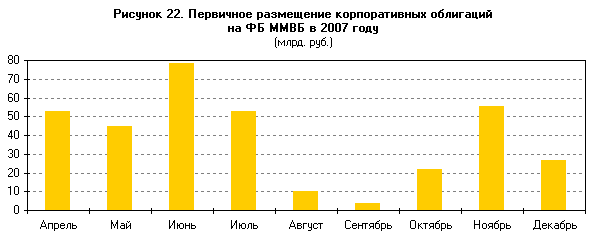 Рисунок 22. Первичное размещение корпоративных облигаций
на ФБ ММВБ в 2007 году
(млрд. руб.)
80
70
60
50
40
30
20
10
0
Апрель Май Июнь Июль Август Сентябрь Октябрь Ноябрь Декабрь